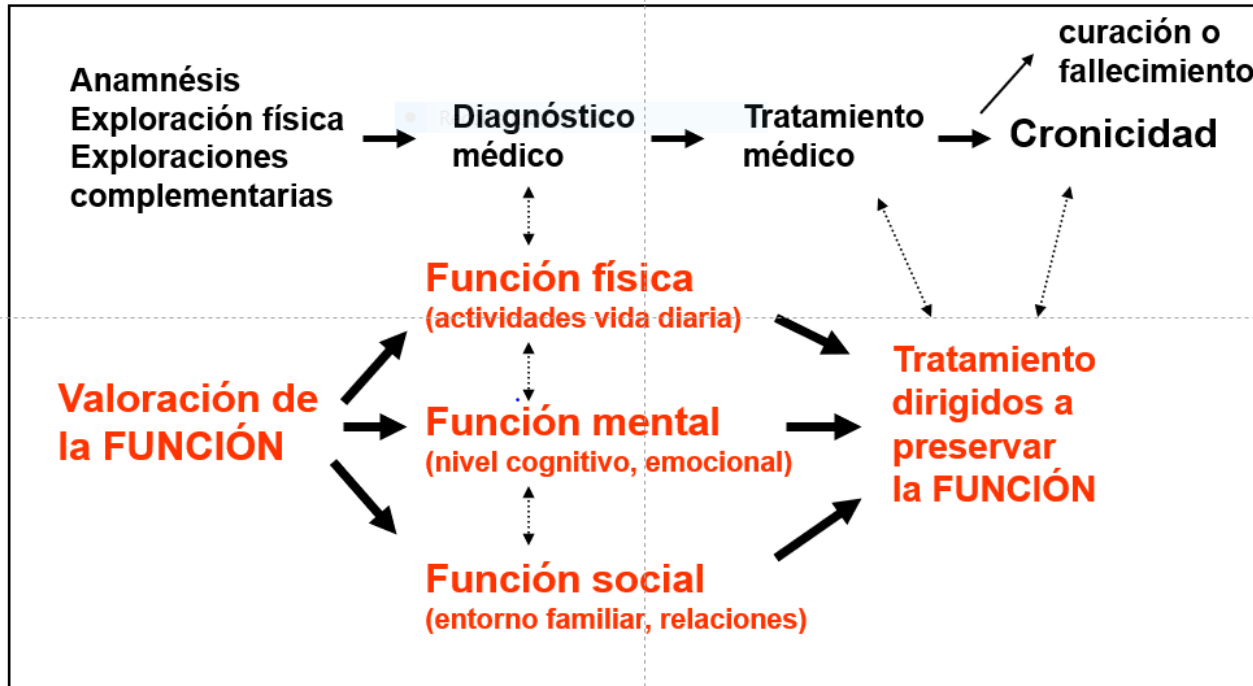 Anamnésis
Exploración física
Exploraciones
complementarias
Diagnóstico
médico
Tratamiento
médico
curación o
fallecimiento
Cronicidad
Valoración de
la FUNCIÓN
Función física
(actividades vida diaria)
Función mental
(nivel cognitivo, emocional)
Función social
(entorno familiar, relaciones)
Tratamiento
dirigidos a
preservar
la FUNCIÓN